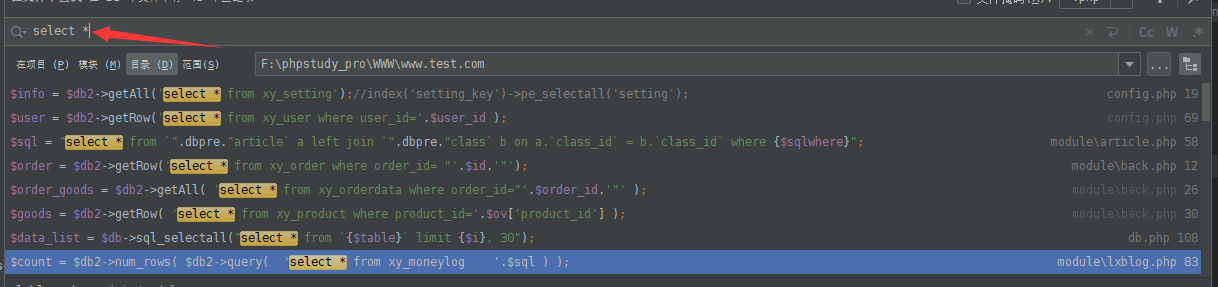 select *
Cc W .*
在项目 (P) 模块 (M) 目录 (D) 范围(S) F:\phpstudy_pro\WWW\www.test.com ...
$info = $db2->getAll('select * from xy_setting');//index('setting_key')->pe_selectall('setting'); config.php 19
$user = $db2->getRow('select * from xy_user where user_id='.$user_id ); config.php 69
$sql = "select * from `".dbpre."article` a left join `".dbpre."class` b on a.`class_id` = b.`class_id` where {$sqlwhere}"; module\article.php 58
$order = $db2->getRow('select * from xy_order where order_id= "'.$id.'"'); module\back.php 12
$order_goods = $db2->getAll( 'select * from xy_orderdata where order_id="'.$order_id.'"' ); module\back.php 26
$goods = $db2->getRow( 'select * from xy_product where product_id='.$ov['product_id'] ); module\back.php 30
$data_list = $db->sql_selectall("select * from `{$table}` limit {$i}, 30"); db.php 108
$count = $db2->num_rows( $db2->query( 'select * from xy_moneylog '.$sql ) ); module\lxblog.php 83